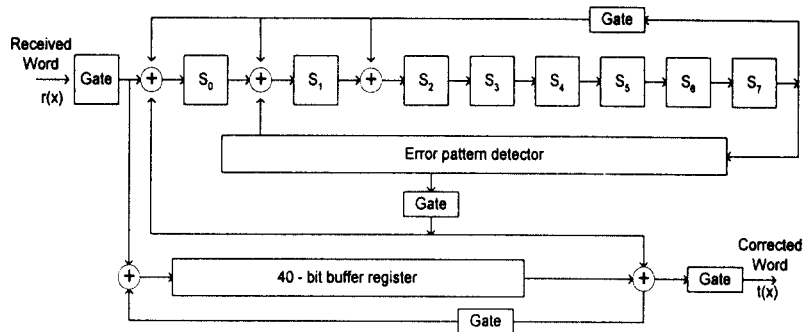 Gate
Received
Word
r(x)
Gate
+
S0
+
S1
+
S2
S3
S4
S5
S6
S7
Error pattern detector
Gate
+
40 - bit buffer register
+
Gate
Corrected
Word
t(x)
Gate